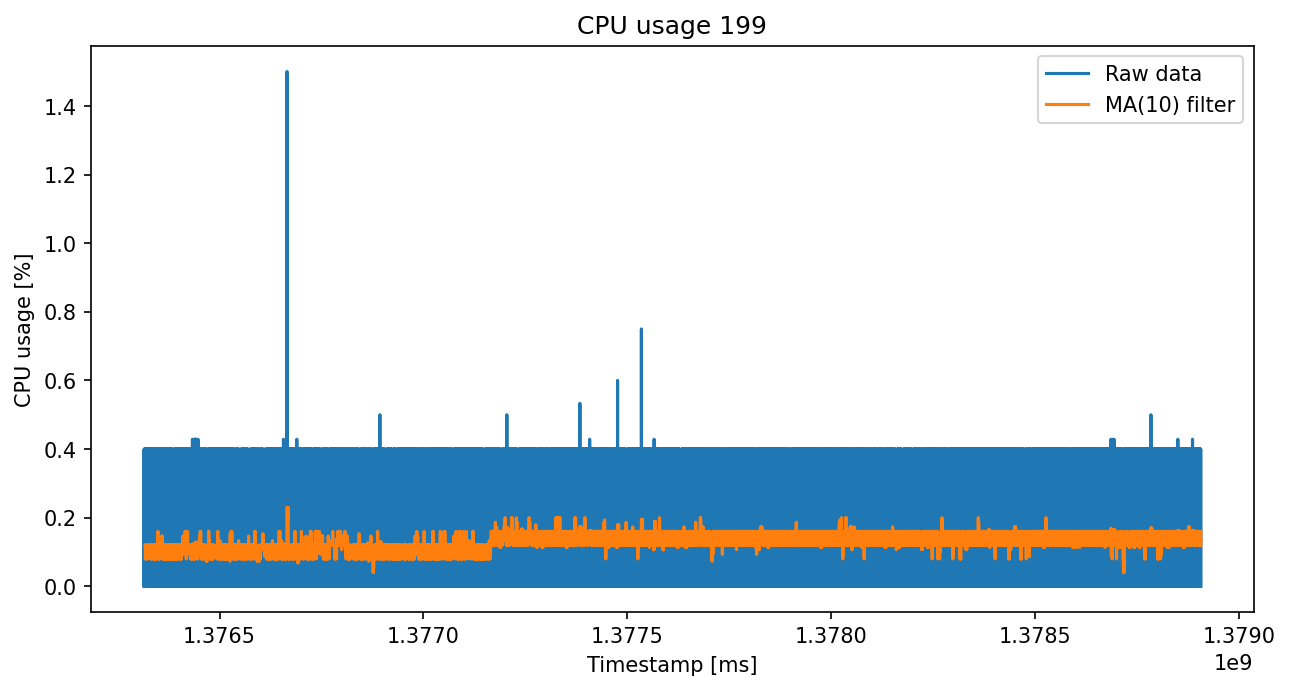 CPU usage 199
Raw data
MA(10) filter
CPU usage [%]
1.4
1.2
1.0
0.8
0.6
0.4
0.2
0.0
1.3765 1.3770 1.3775 1.3780 1.3785 1.3790
Timestamp [ms]
1e9